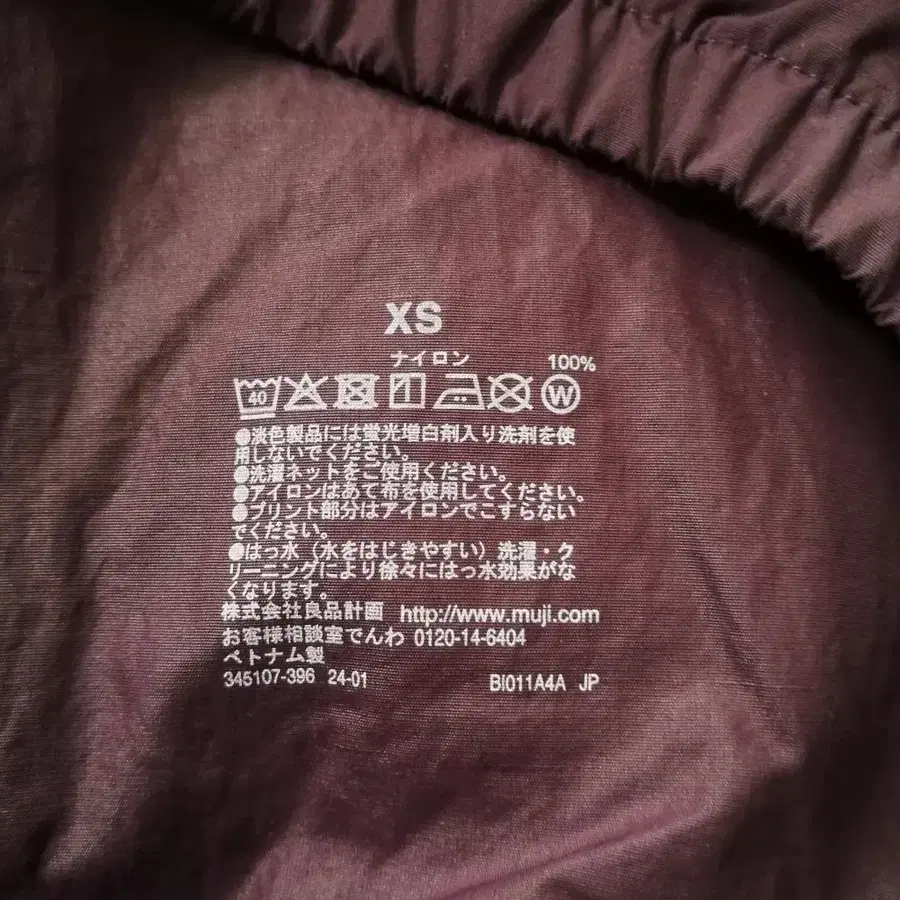 XS
ナイロン 100%
40 W
●淡色製品には蛍光増白剤入り洗剤を使
用しないでください。
●洗濯ネットをご使用ください。
●アイロンはあて布を使用してください。
●プリント部分はアイロンでこすらない
でください。
●はっ水（水をはじきやすい）洗濯・ク
リーニングにより徐々にはっ水効果がな
くなります。
株式会社良品計画 http://www.muji.com
お客様相談室でんわ 0120-14-6404
ベトナム製
345107-396 24-01 BI011A4A JP